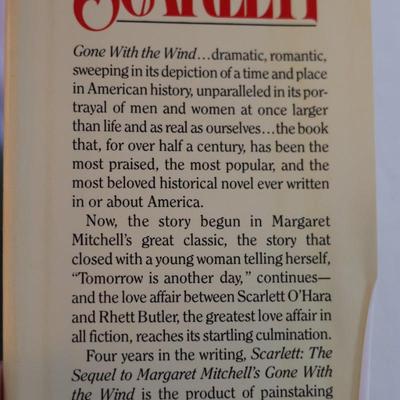 SCARLETT
Gone With the Wind...dramatic, romantic,
sweeping in its depiction of a time and place
in American history, unparalleled in its por-
trayal of men and women at once larger
than life and as real as ourselves...the book
that, for over half a century, has been the
most praised, the most popular, and the
most beloved historical novel ever written
in or about America.
Now, the story begun in Margaret
Mitchell's great classic, the story that
closed with a young woman telling herself,
“Tomorrow is another day,” continues—
and the love affair between Scarlett O'Hara
and Rhett Butler, the greatest love affair in
all fiction, reaches its startling culmination.
Four years in the writing, Scarlett: The
Sequel to Margaret Mitchell's Gone With
the Wind is the product of painstaking